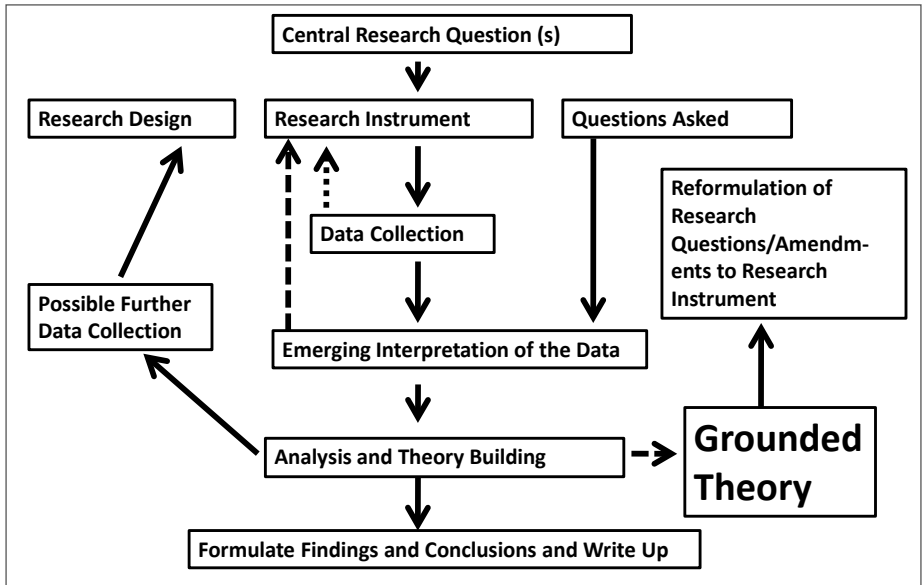 Central Research Question (s)
Research Design
Research Instrument
Questions Asked
Reformulation of
Research
Questions/Amendm-
ents to Research
Instrument
Data Collection
Possible Further
Data Collection
Emerging Interpretation of the Data
Grounded
Theory
Analysis and Theory Building
Formulate Findings and Conclusions and Write Up